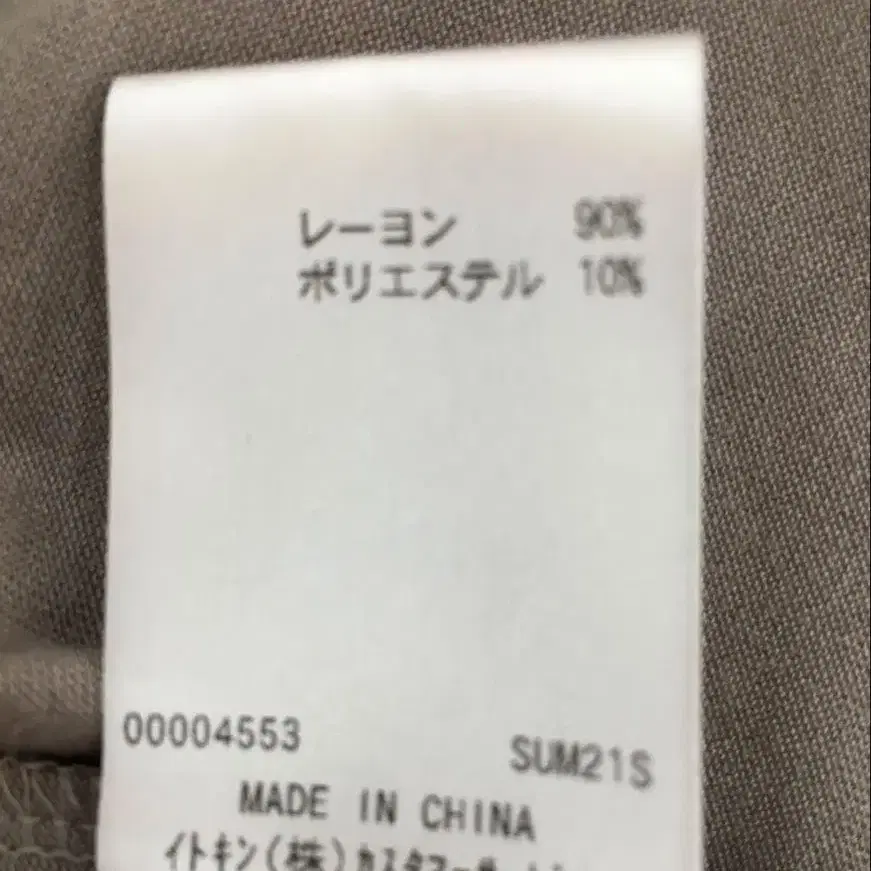 レーヨン 90%
ポリエステル 10%
00004553 SUM21S
MADE IN CHINA
イトキン(株)